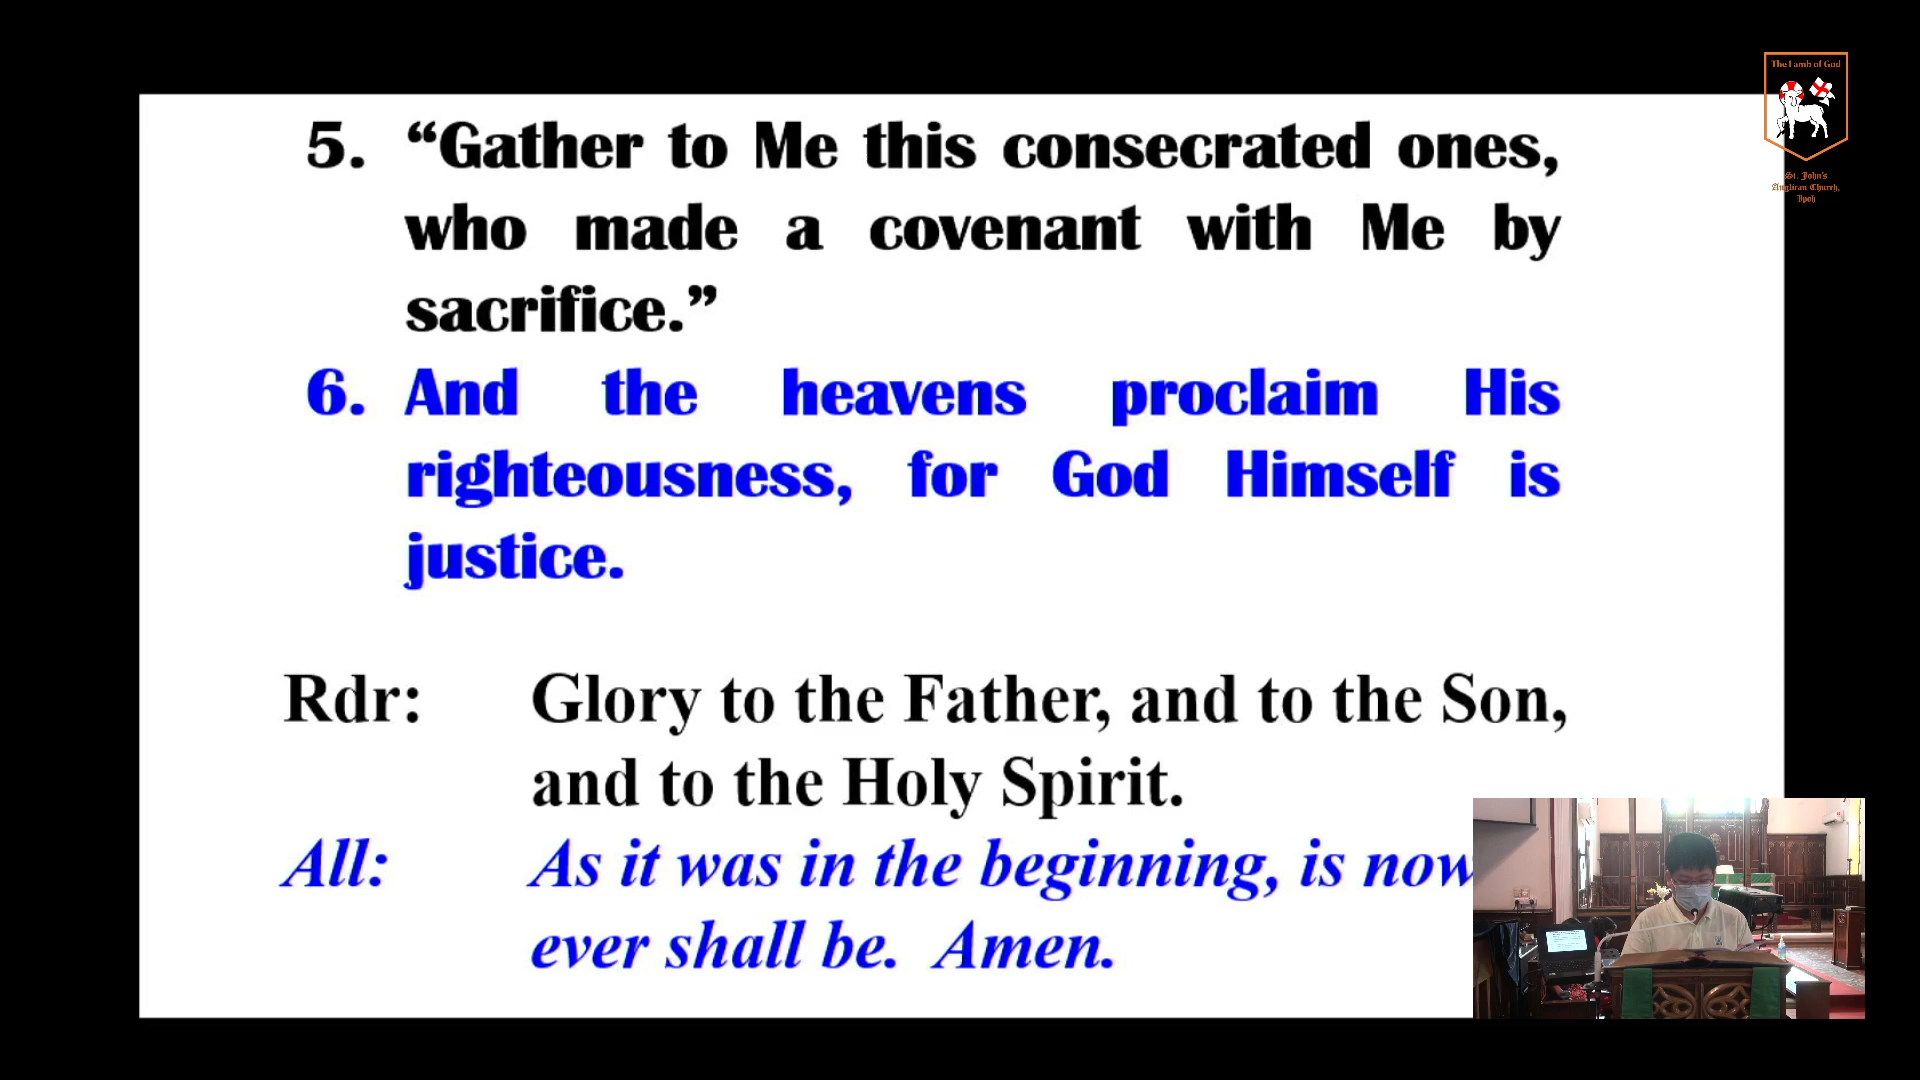 5. “Gather to Me this consecrated ones,
who made a covenant with Me by
sacrifice.”
6. And the heavens proclaim His
righteousness, for God Himself is
justice.
Rdr: Glory to the Father, and to the Son,
and to the Holy Spirit.
All: As it was in the beginning, is now
ever shall be. Amen.
The Lamb of God
St. John's
Anglican Church,
Ipoh